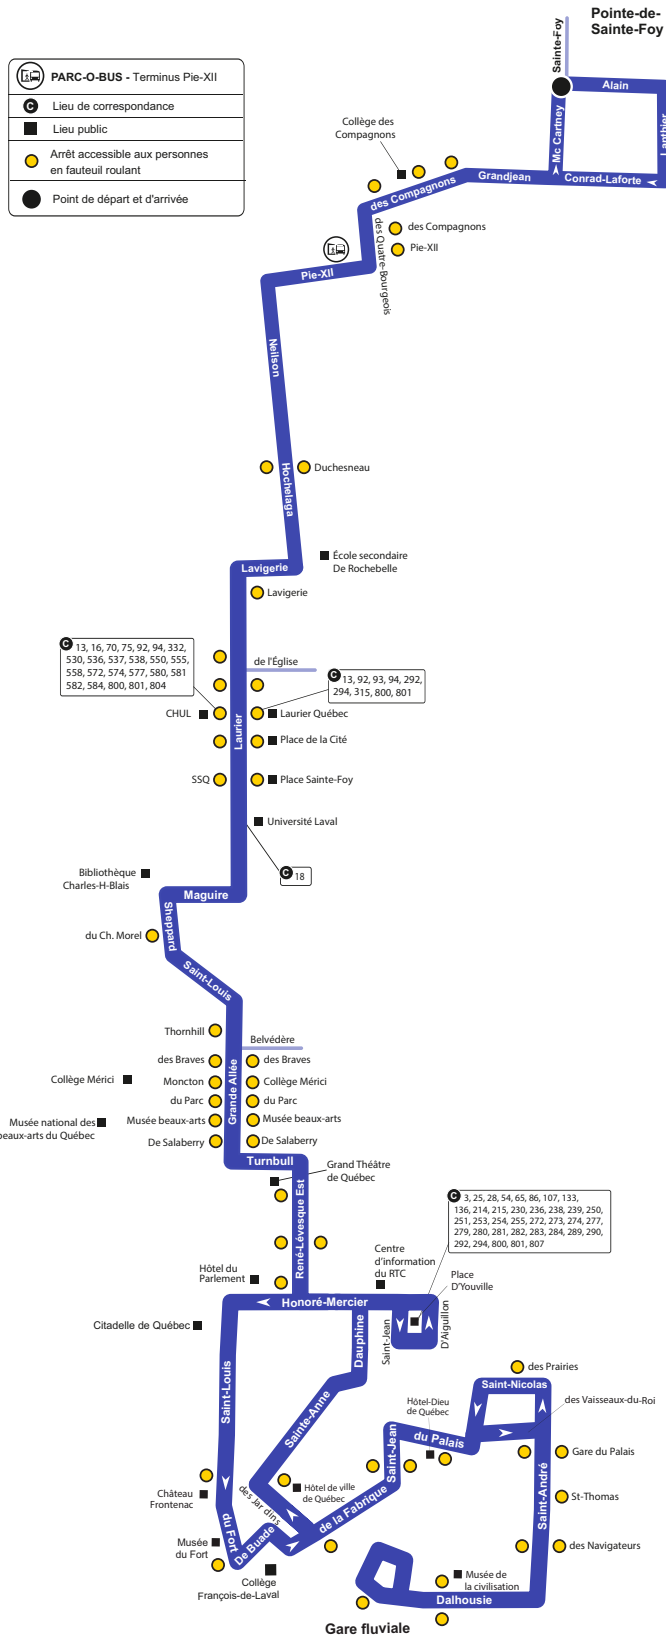 Pointe-de-
Sainte-Foy
Sainte-Foy
PARC-O-BUS - Terminus Pie-XII
C Lieu de correspondance
Lieu public
Arrêt accessible aux personnes
en fauteuil roulant
Point de départ et d'arrivée
Alain
Lanthier
Mc Cartney
Conrad-Laforte
Grandjean
Collège des
Compagnons
des Compagnons
des Compagnons
Pie-XII
des Quatre-Bourgeois
Pie-XII
Neilson
Hochelaga
Duchesneau
École secondaire
De Rochebelle
Lavigerie
Lavigerie
C 13, 16, 70, 75, 92, 94, 332,
530, 536, 537, 538, 550, 555,
558, 572, 574, 577, 580, 581
582, 584, 800, 801, 804
de l'Église
C 13, 92, 93, 94, 292,
294, 315, 800, 801
CHUL
Laurier Québec
Laurier
Place de la Cité
SSQ
Place Sainte-Foy
Université Laval
C 18
Bibliothèque
Charles-H-Blais
Maguire
Sheppard
du Ch. Morel
Saint-Louis
Thornhill
Belvédère
des Braves
des Braves
Collège Mérici
Moncton
Collège Mérici
Grande Allée
du Parc
du Parc
Musée national des
beaux-arts du Québec
Musée beaux-arts
Musée beaux-arts
De Salaberry
De Salaberry
Turnbull
Grand Théâtre
de Québec
René-Lévesque Est
C 3, 25, 28, 54, 65, 86, 107, 133,
136, 214, 215, 230, 236, 238, 239, 250,
251, 253, 254, 255, 272, 273, 274, 277,
279, 280, 281, 282, 283, 284, 289, 290,
292, 294, 800, 801, 807
Centre
d'information
du RTC
Place
D'Youville
Hôtel du
Parlement
Honoré-Mercier
Saint-Jean
D'Aiguillon
Citadelle de Québec
Dauphine
Saint-Louis
Sainte-Anne
des Prairies
Saint-Nicolas
Hôtel-Dieu
de Québec
des Vaisseaux-du-Roi
du Palais
Saint-Jean
Gare du Palais
Saint-André
St-Thomas
des Navigateurs
Château
Frontenac
des Jardins
Hôtel de ville
de Québec
de la Fabrique
du Fort
De Buade
Musée
du Fort
Collège
François-de-Laval
Musée de
la civilisation
Dalhousie
Gare fluviale